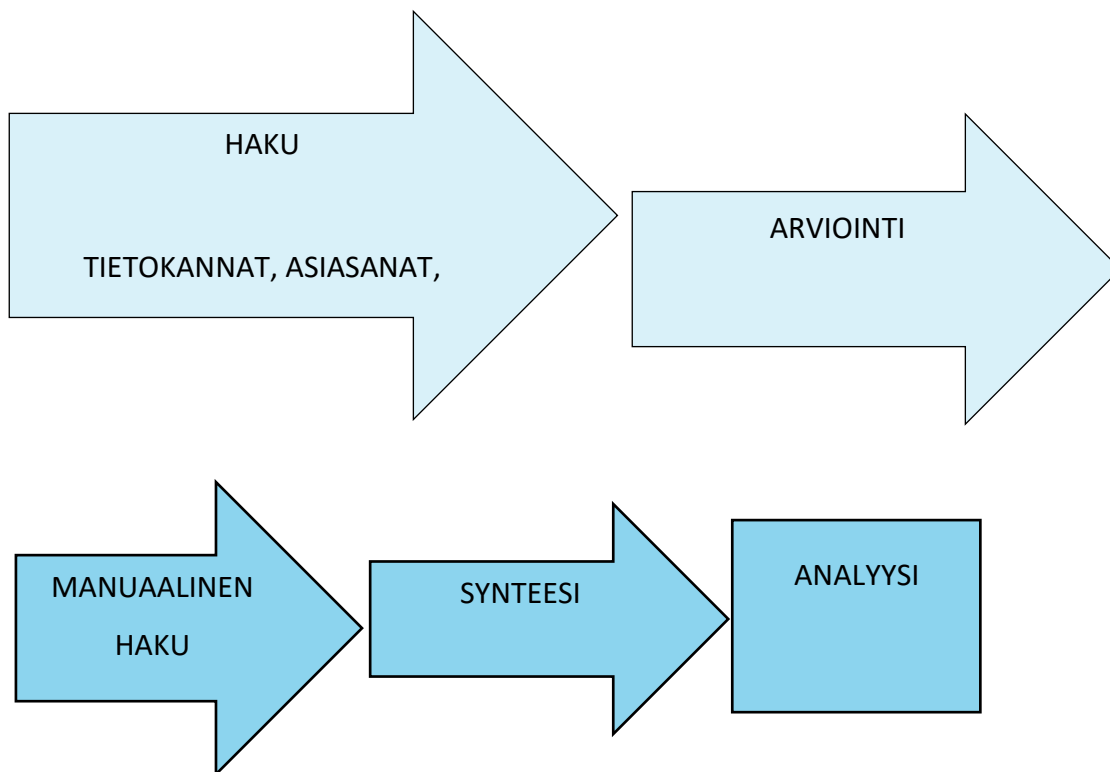 HAKU
TIETOKANNAT, ASIASANAT,
ARVIOINTI
MANUAALINEN
HAKU
SYNTEESI
ANALYYSI